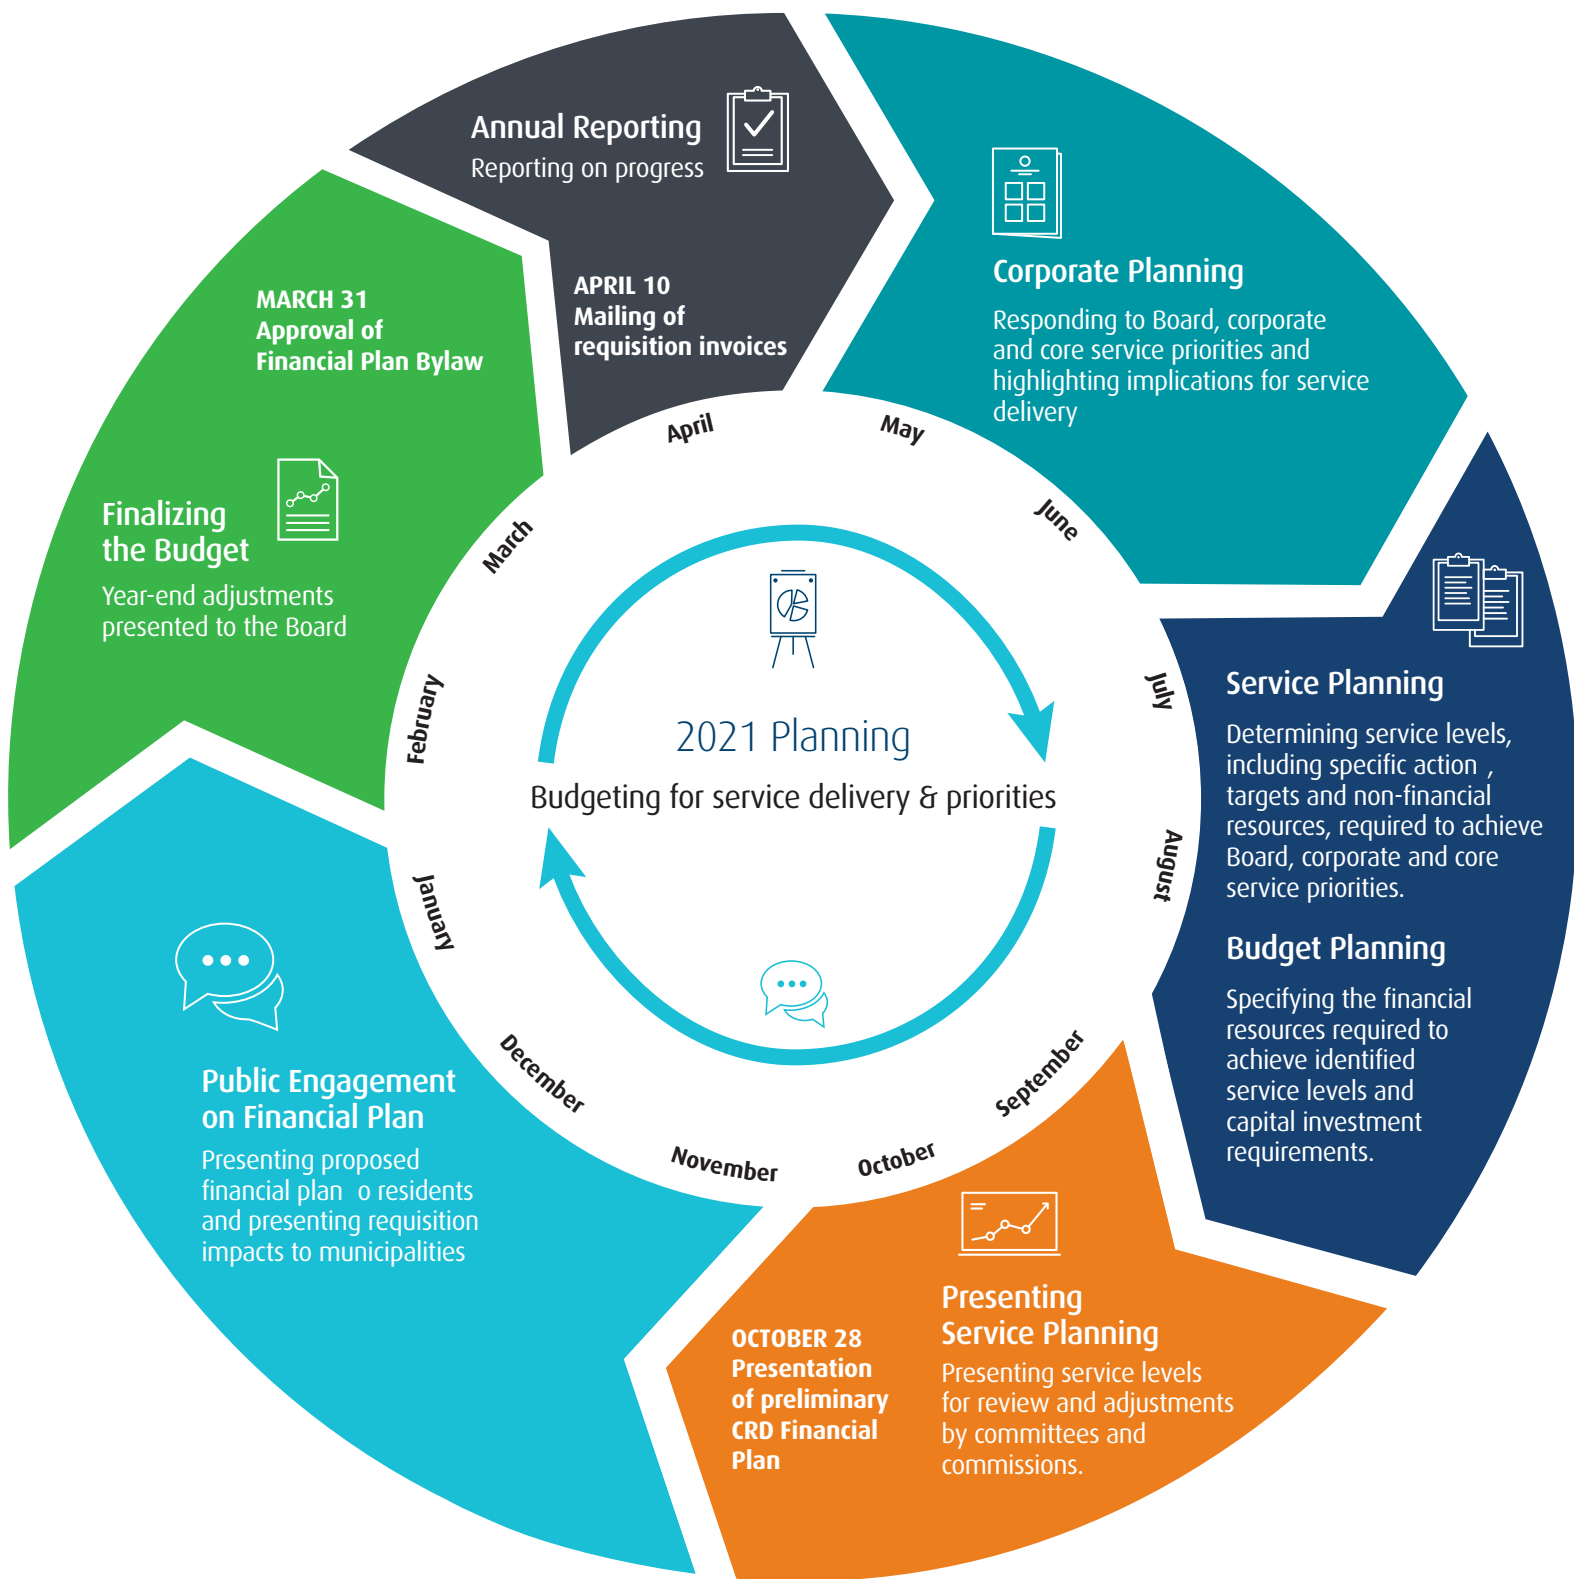 Annual Reporting
Reporting on progress
APRIL 10
Mailing of
requisition invoices
Corporate Planning
Responding to Board, corporate
and core service priorities and
highlighting implications for service
delivery
Service Planning
Determining service levels,
including specific action ,
targets and non-financial
resources, required to achieve
Board, corporate and core
service priorities.
Budget Planning
Specifying the financial
resources required to
achieve identified
service levels and
capital investment
requirements.
Presenting
Service Planning
Presenting service levels
for review and adjustments
by committees and
commissions.
OCTOBER 28
Presentation
of preliminary
CRD Financial
Plan
Public Engagement
on Financial Plan
Presenting proposed
financial plan  o residents
and presenting requisition
impacts to municipalities
Finalizing
the Budget
Year-end adjustments
presented to the Board
MARCH 31
Approval of
Financial Plan Bylaw
April
May
June
July
August
September
October
November
December
January
February
March
2021 Planning
Budgeting for service delivery & priorities